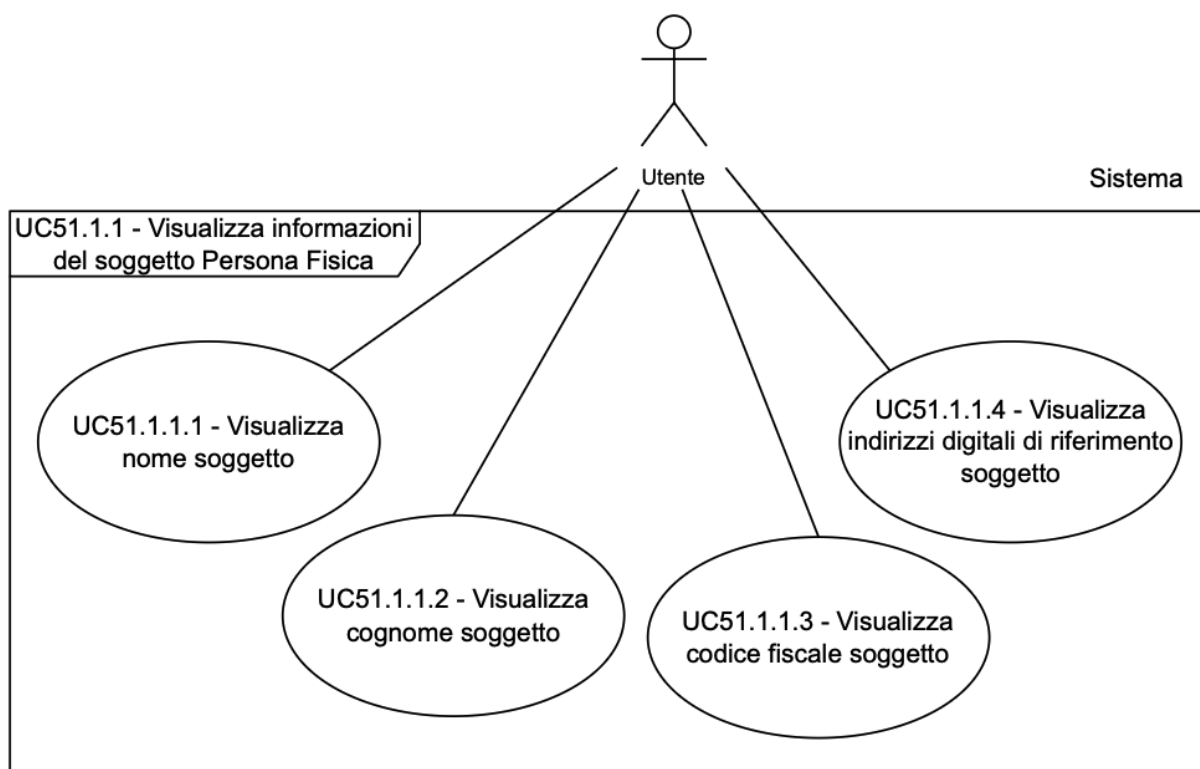 Utente
Sistema
UC51.1.1 - Visualizza informazioni
del soggetto Persona Fisica
UC51.1.1.1 - Visualizza
nome soggetto
UC51.1.1.2 - Visualizza
cognome soggetto
UC51.1.1.3 - Visualizza
codice fiscale soggetto
UC51.1.1.4 - Visualizza
indirizzi digitali di riferimento
soggetto